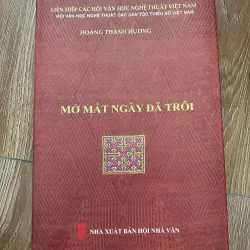 LIÊN HIỆP CÁC HỘI VĂN HỌC NGHỆ THUẬT VIỆT NAM
HỘI VĂN HỌC NGHỆ THUẬT CÁC DÂN TỘC THIỂU SỐ VIỆT NAM
HOÀNG THANH HƯƠNG
MỜ MẮT NGÀY ĐÃ TRÔI
NHÀ XUẤT BẢN HỘI NHÀ VĂN